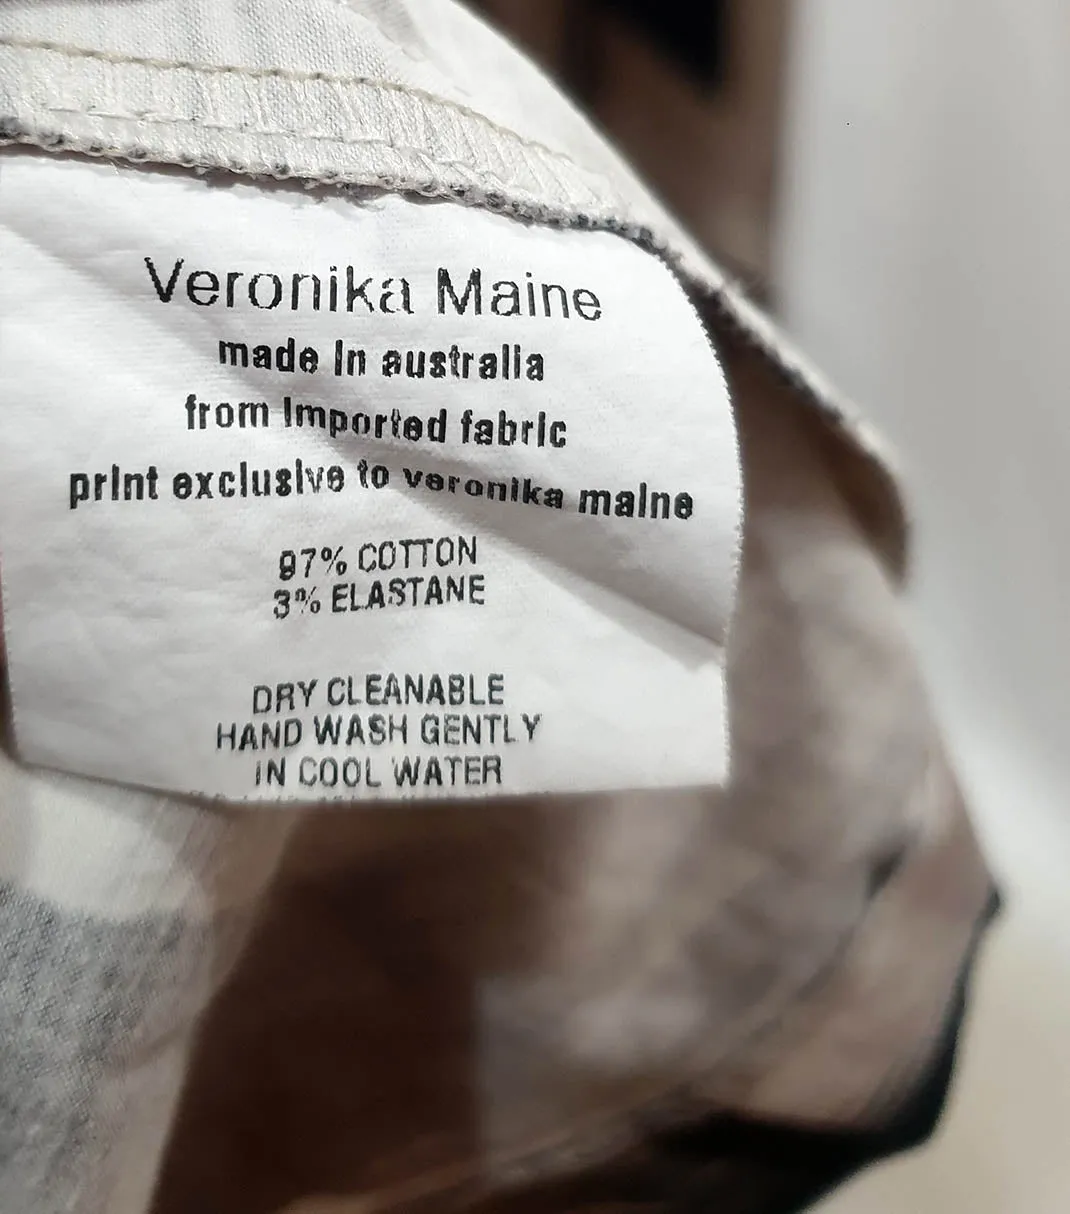 Veronika Maine
made in australia
from imported fabric
print exclusive to veronika maine
97% COTTON
3% ELASTANE
DRY CLEANABLE
HAND WASH GENTLY
IN COOL WATER